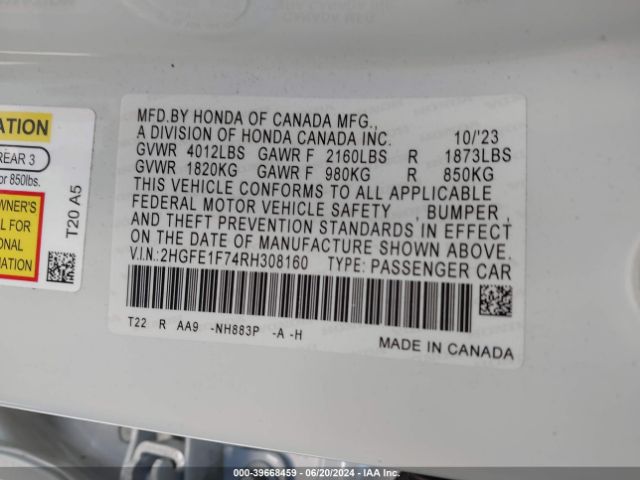 MFD.BY HONDA OF CANADA MFG.,
A DIVISION OF HONDA CANADA INC. 10/'23
GVWR 4012LBS GAWR F 2160LBS R 1873LBS
GVWR 1820KG GAWR F 980KG R 850KG
THIS VEHICLE CONFORMS TO ALL APPLICABLE
FEDERAL MOTOR VEHICLE SAFETY , BUMPER ,
AND THEFT PREVENTION STANDARDS IN EFFECT
ON THE DATE OF MANUFACTURE SHOWN ABOVE.
V.I.N.:2HGFE1F74RH308160 TYPE: PASSENGER CAR
T22 R AA9 -NH883P -A -H
MADE IN CANADA
ATION
REAR 3
or 850lbs.
WNER'S
L FOR
ONAL
MATION
T20 A5
000-39668459 - 06/20/2024 - IAA Inc.